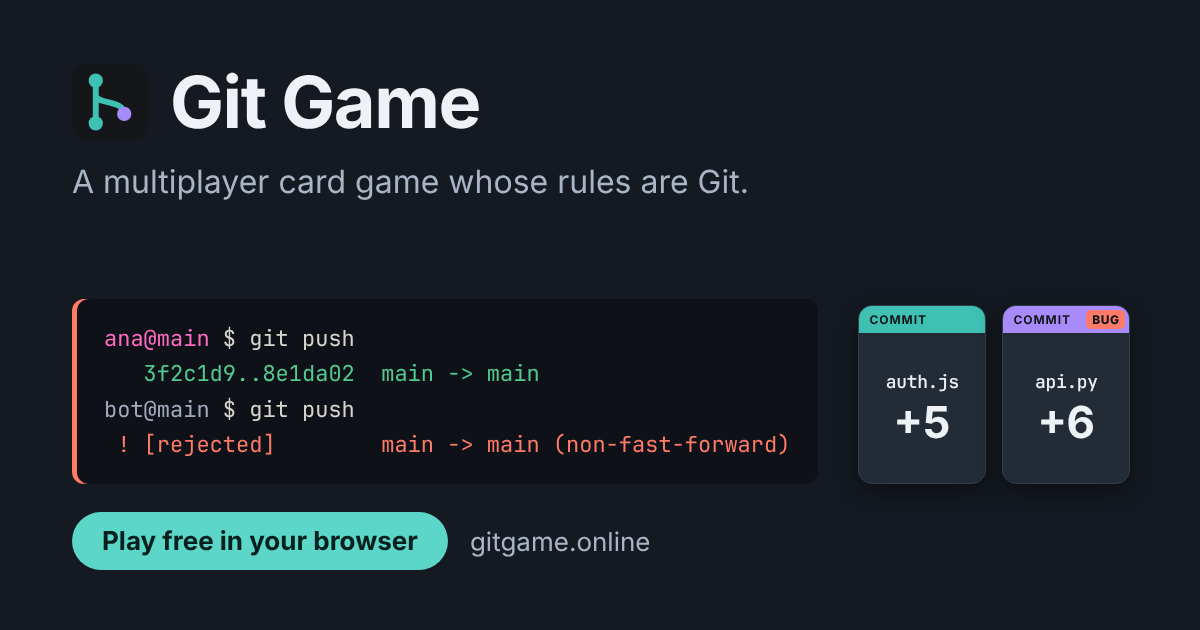 Git Game
A multiplayer card game whose rules are Git.
ana@main $ git push
3f2c1d9..8e1da02 main -> main
bot@main $ git push
! [rejected] main -> main (non-fast-forward)
COMMIT
auth.js
+5
COMMIT BUG
api.py
+6
Play free in your browser
gitgame.online